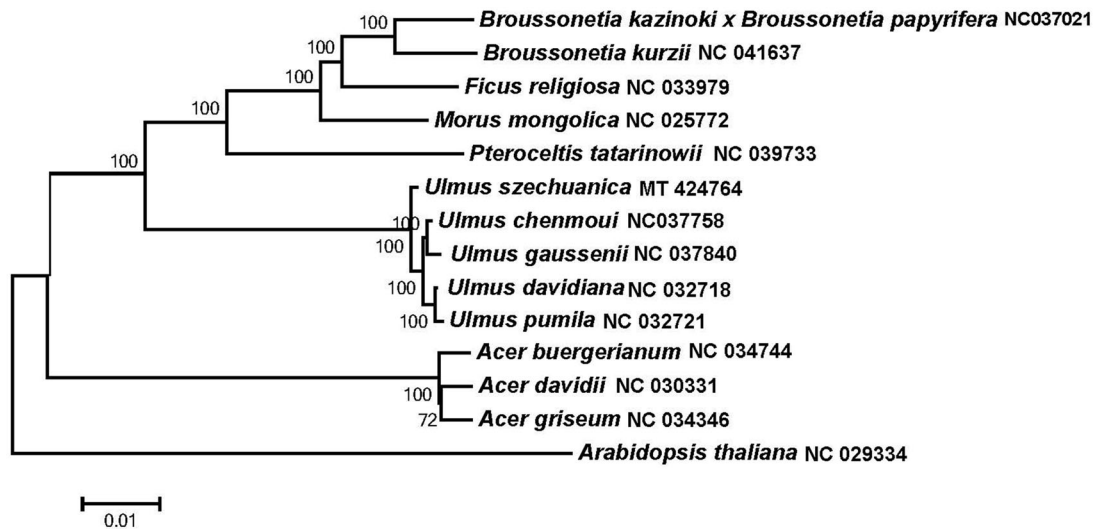 100 Broussonetia kazinoki x Broussonetia papyrifera NC037021
100 Broussonetia kurzii NC 041637
100 Ficus religiosa NC 033979
100 Morus mongolica NC 025772
100 Pteroceltis tatarinowii NC 039733
Ulmus szechuanica MT 424764
100 Ulmus chenmoui NC037758
100 Ulmus gaussenii NC 037840
100 Ulmus davidiana NC 032718
100 Ulmus pumila NC 032721
Acer buergerianum NC 034744
100 Acer davidii NC 030331
72 Acer griseum NC 034346
Arabidopsis thaliana NC 029334
0.01